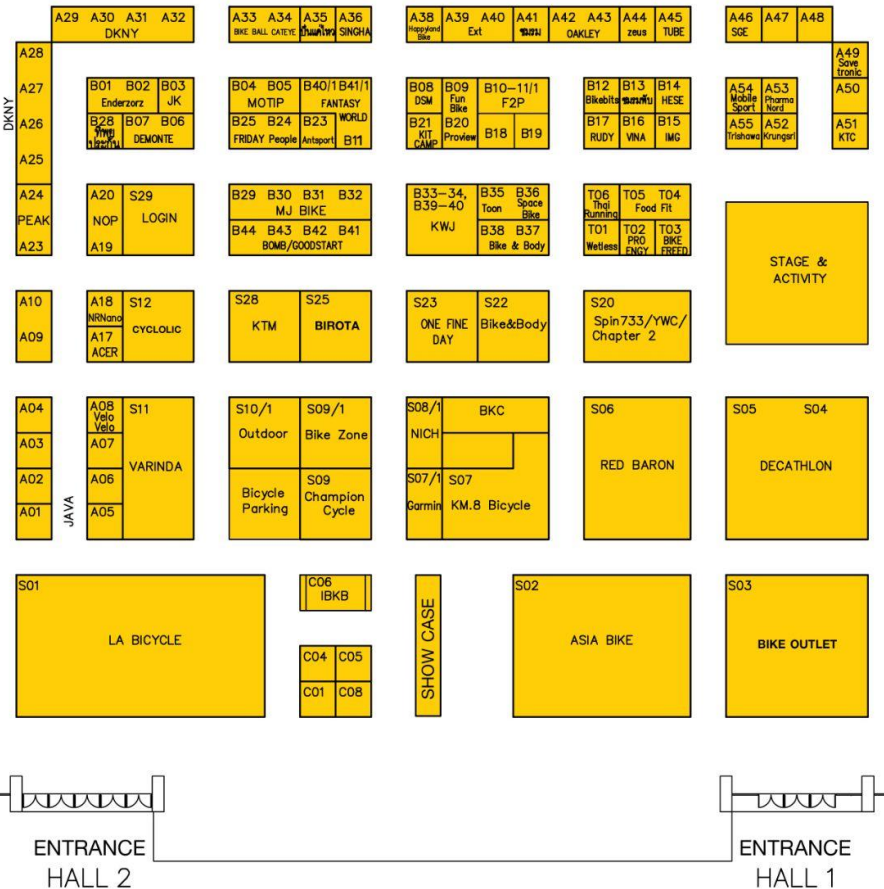 A29 A30 A31 A32
DKNY
A33 A34 A35 A36
BIKE BALL CATEYE SINGHA
A38 A39 A40 A41 A42 A43 A44 A45
Happyland Bike Ext ชมรม OAKLEY zeus TUBE
A46 A47 A48
SGE
A28
A49
Save tronic
DKNY
A27
B01 B02 B03
Enderzorz JK
B04 B05 B40/1 B41/1
MOTIP FANTASY WORLD
B08 B09 B10-11/1
DSM Fun Bike F2P
B12 B13 B14
Bikebits HESE
A54 A53
Mobile Sport Pharma Nord
A50
A26
B28 B07 B06
DEMONTE
B25 B24 B23 B11
FRIDAY People Antsport
B21 B20 B18 B19
KIT CAMP Proview
B17 B16 B15
RUDY VINA IMG
A55 A52
Trishawa Krungsri
A51
KTC
A25
A24
PEAK
A23
A20
NOP
A19
S29
LOGIN
B29 B30 B31 B32
MJ BIKE
B44 B43 B42 B41
BOMB/GOODSTART
B33-34,
B39-40
KWJ
B35 B36
Toon Space Bike
B38 B37
Bike & Body
T06 T05 T04
Thai Running Food Fit
T01 T02 T03
Wetless PRO ENGY BIKE FREED
STAGE &
ACTIVITY
A10
A09
A18
NRNano
A17
ACER
S12
CYCLOLIC
S28
KTM
S25
BIROTA
S23
ONE FINE
DAY
S22
Bike&Body
S20
Spin733/YWC/
Chapter 2
A04
A03
A02
A01
JAVA
A08
Velo
Velo
A07
A06
A05
S11
VARINDA
S10/1
Outdoor
S09/1
Bike Zone
Bicycle
Parking
S09
Champion
Cycle
S08/1
NICH
BKC
S07/1
Garmin
S07
KM.8 Bicycle
S06
RED BARON
S05 S04
DECATHLON
S01
LA BICYCLE
C06
IBKB
C04 C05
C01 C08
SHOW CASE
S02
ASIA BIKE
S03
BIKE OUTLET
ENTRANCE
HALL 2
ENTRANCE
HALL 1